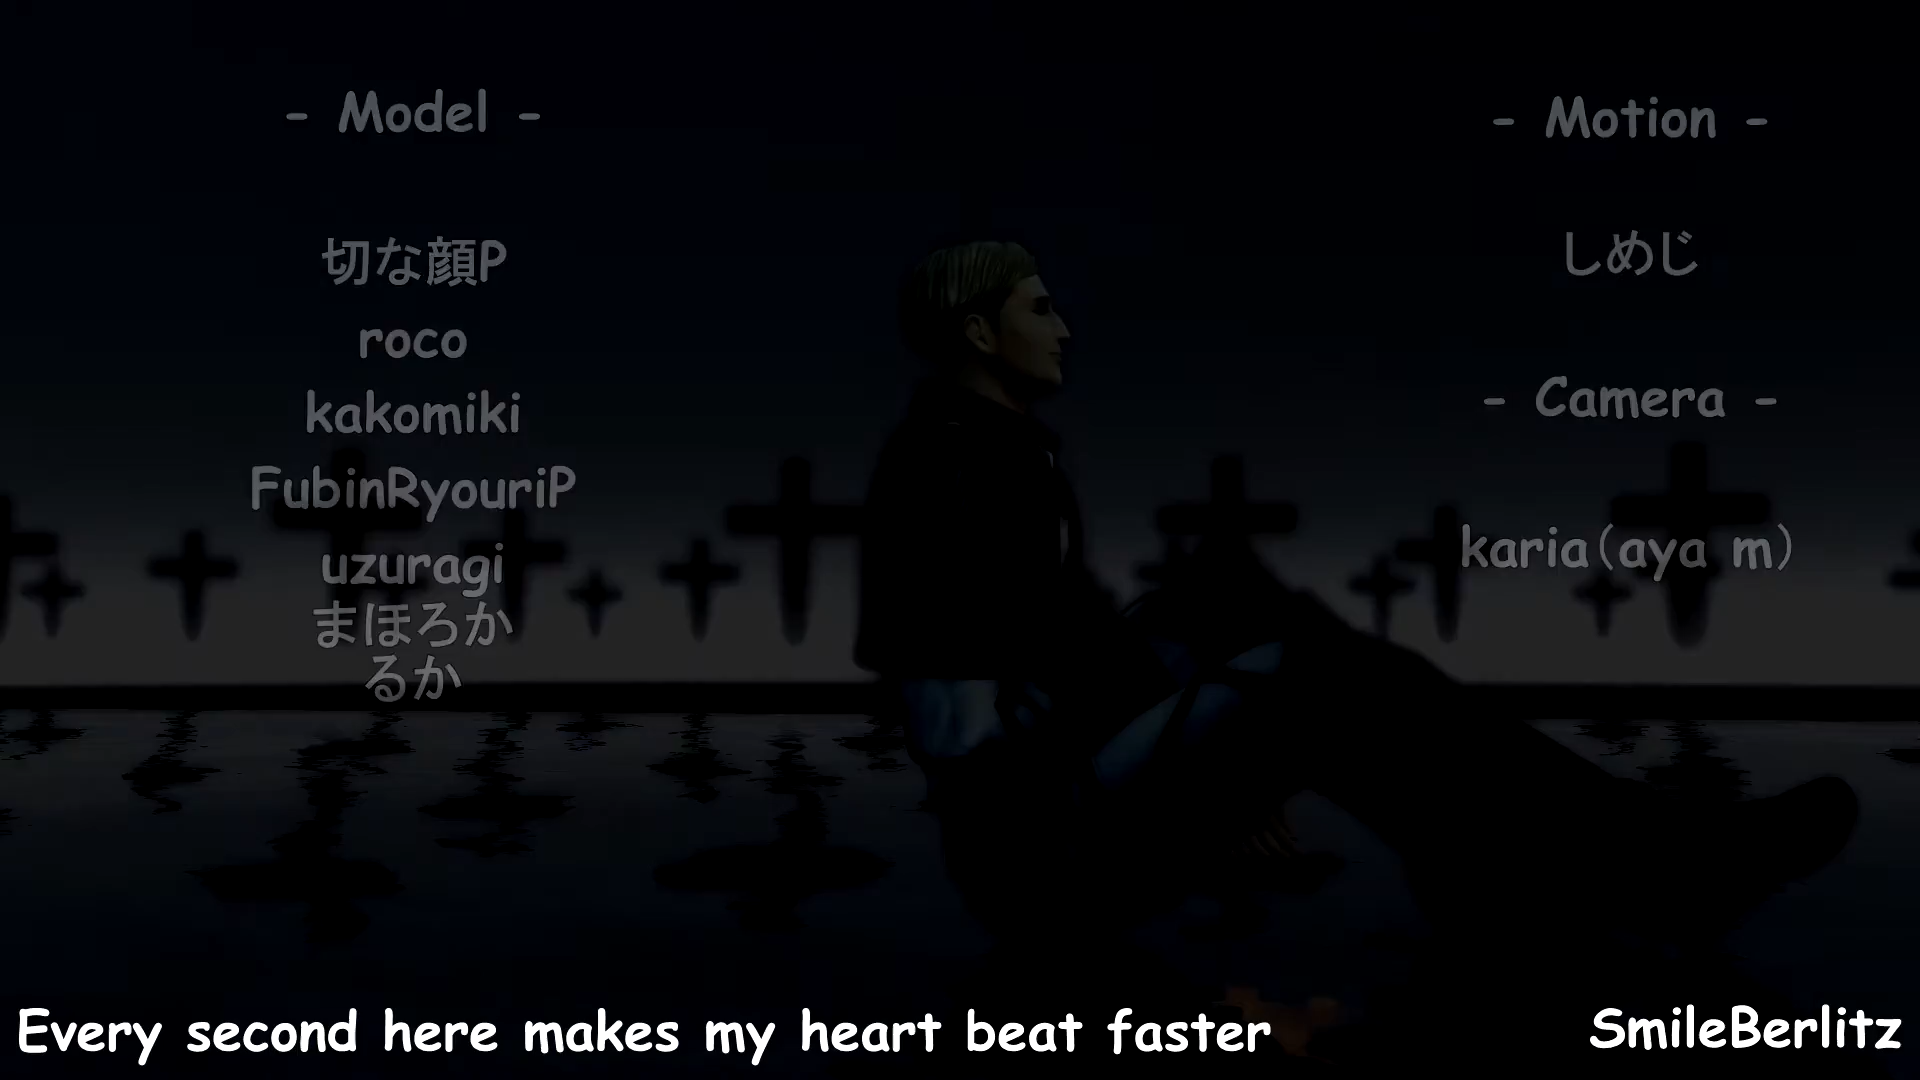 - Model -
切な顔P
roco
kakomiki
FubinRyouriP
uzuragi
まほろか
るか
- Motion -
しめじ
- Camera -
karia(aya m)
Every second here makes my heart beat faster
SmileBerlitz